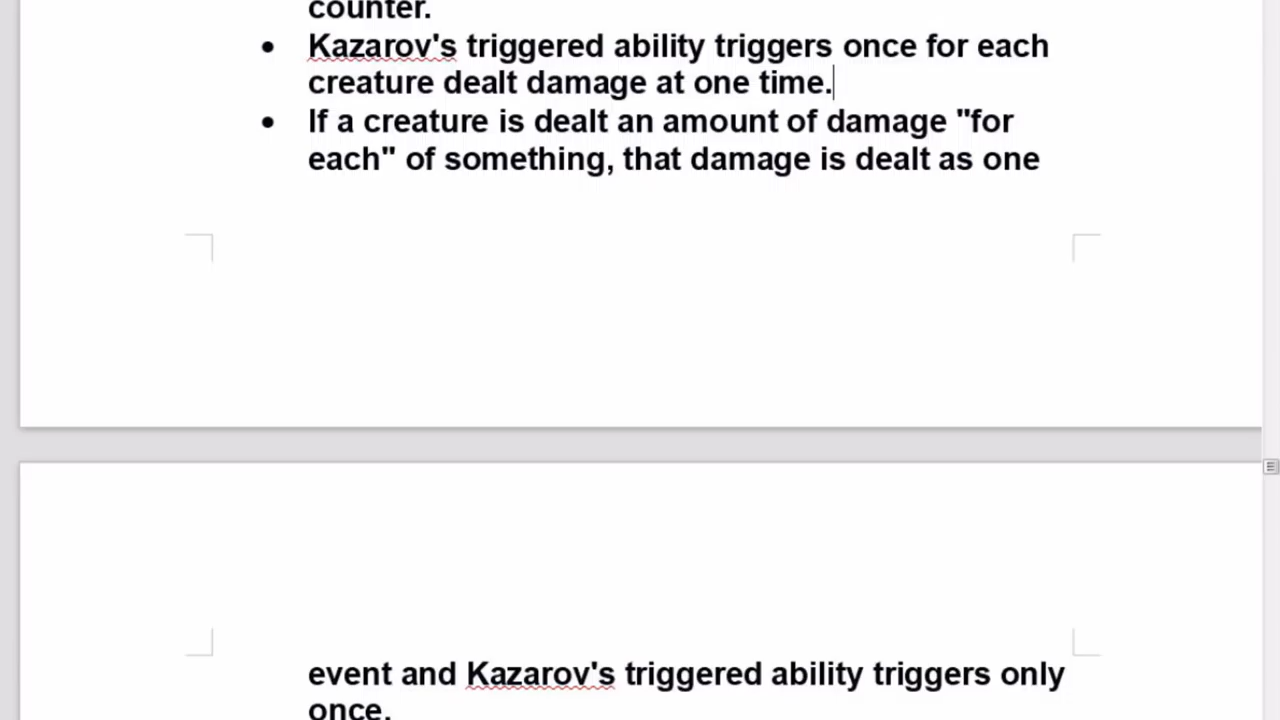 counter.
• Kazarov's triggered ability triggers once for each
creature dealt damage at one time.
• If a creature is dealt an amount of damage "for
each" of something, that damage is dealt as one
event and Kazarov's triggered ability triggers only
once.